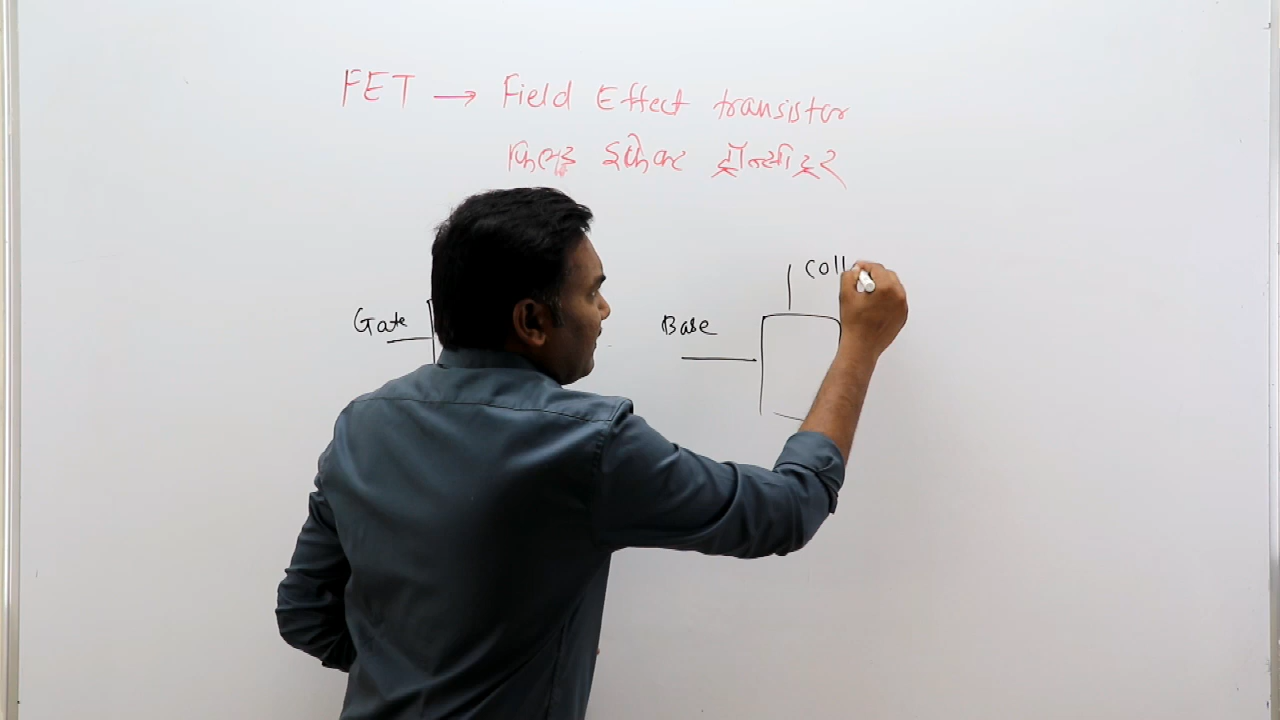 FET → Field Effect transistor
फिल्ड इफेक्ट ट्रॉन्सीटर
Gate
Base
Coll